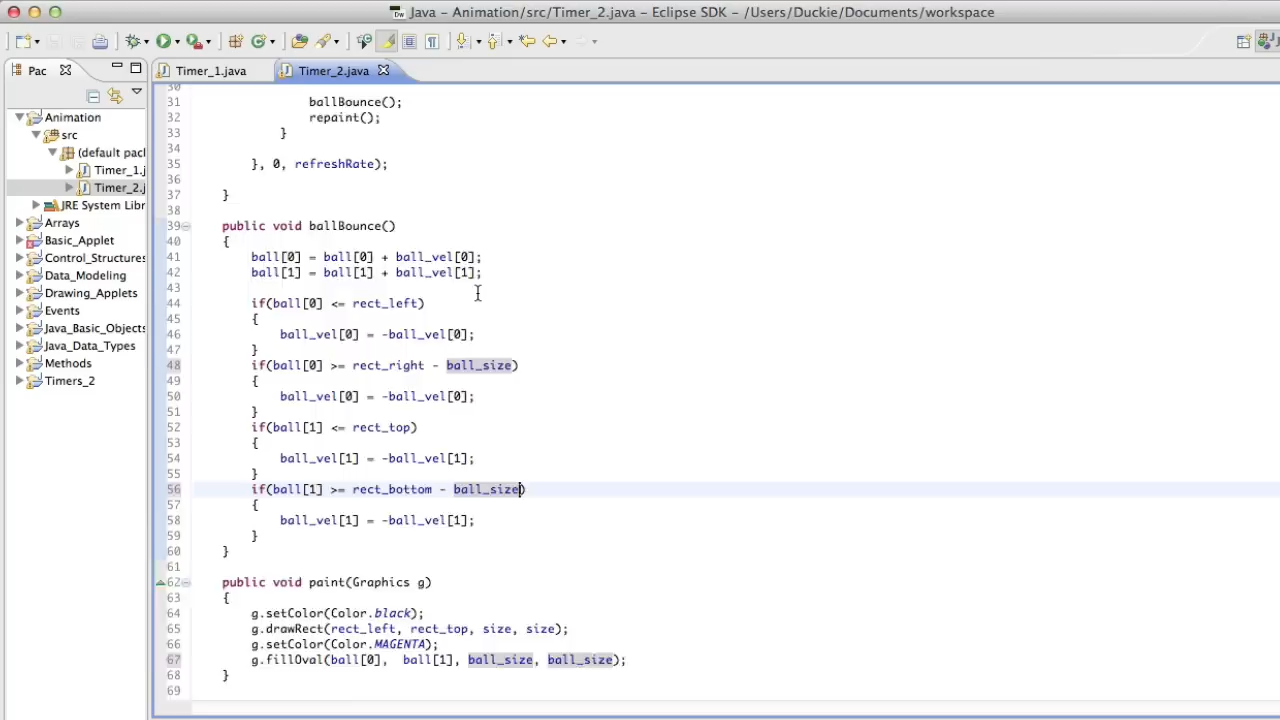 Java - Animation/src/Timer_2.java - Eclipse SDK - /Users/Duckie/Documents/workspace
Pac
Timer_1.java
Timer_2.java
Animation
src
(default pack
Timer_1.j
Timer_2.j
JRE System Libr
Arrays
Basic_Applet
Control_Structures
Data_Modeling
Drawing_Applets
Events
Java_Basic_Objects
Java_Data_Types
Methods
Timers_2
30
31 ballBounce();
32 repaint();
33 }
34
35 }, 0, refreshRate);
36
37 }
38
39 public void ballBounce()
40 {
41 ball[0] = ball[0] + ball_vel[0];
42 ball[1] = ball[1] + ball_vel[1];
43
44 if(ball[0] <= rect_left)
45 {
46 ball_vel[0] = -ball_vel[0];
47 }
48 if(ball[0] >= rect_right - ball_size)
49 {
50 ball_vel[0] = -ball_vel[0];
51 }
52 if(ball[1] <= rect_top)
53 {
54 ball_vel[1] = -ball_vel[1];
55 }
56 if(ball[1] >= rect_bottom - ball_size)
57 {
58 ball_vel[1] = -ball_vel[1];
59 }
60 }
61
62 public void paint(Graphics g)
63 {
64 g.setColor(Color.black);
65 g.drawRect(rect_left, rect_top, size, size);
66 g.setColor(Color.MAGENTA);
67 g.fillOval(ball[0], ball[1], ball_size, ball_size);
68 }
69